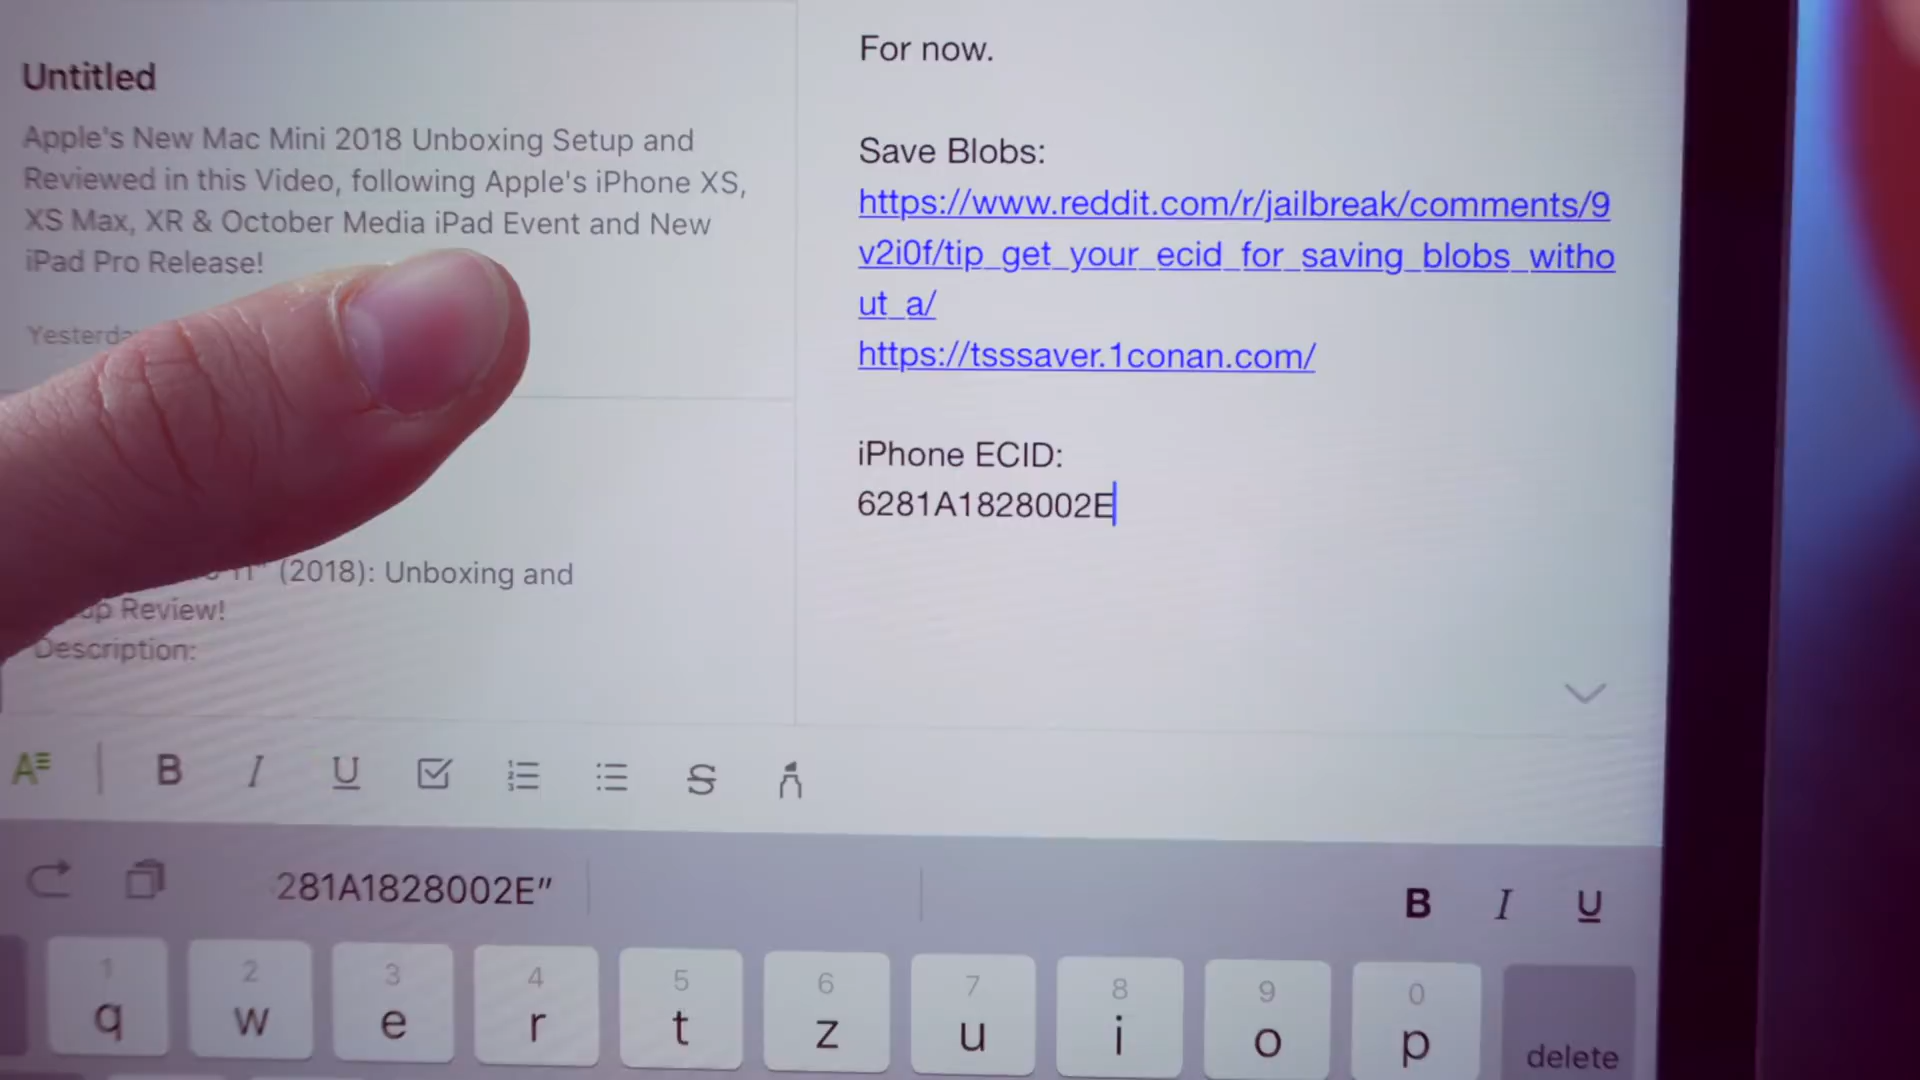 Untitled
Apple's New Mac Mini 2018 Unboxing Setup and
Reviewed in this Video, following Apple's iPhone XS,
XS Max, XR & October Media iPad Event and New
iPad Pro Release!
(2018): Unboxing and
Review!
Description:
For now.
Save Blobs:
https://www.reddit.com/r/jailbreak/comments/9
v2i0f/tip_get_your_ecid_for_saving_blobs_witho
ut_a/
https://tsssaver.1conan.com/
iPhone ECID:
6281A1828002E
B I U S
281A1828002E"
B I U
1 2 3 4 5 6 7 8 9 0
q w e r t z u i o p
delete